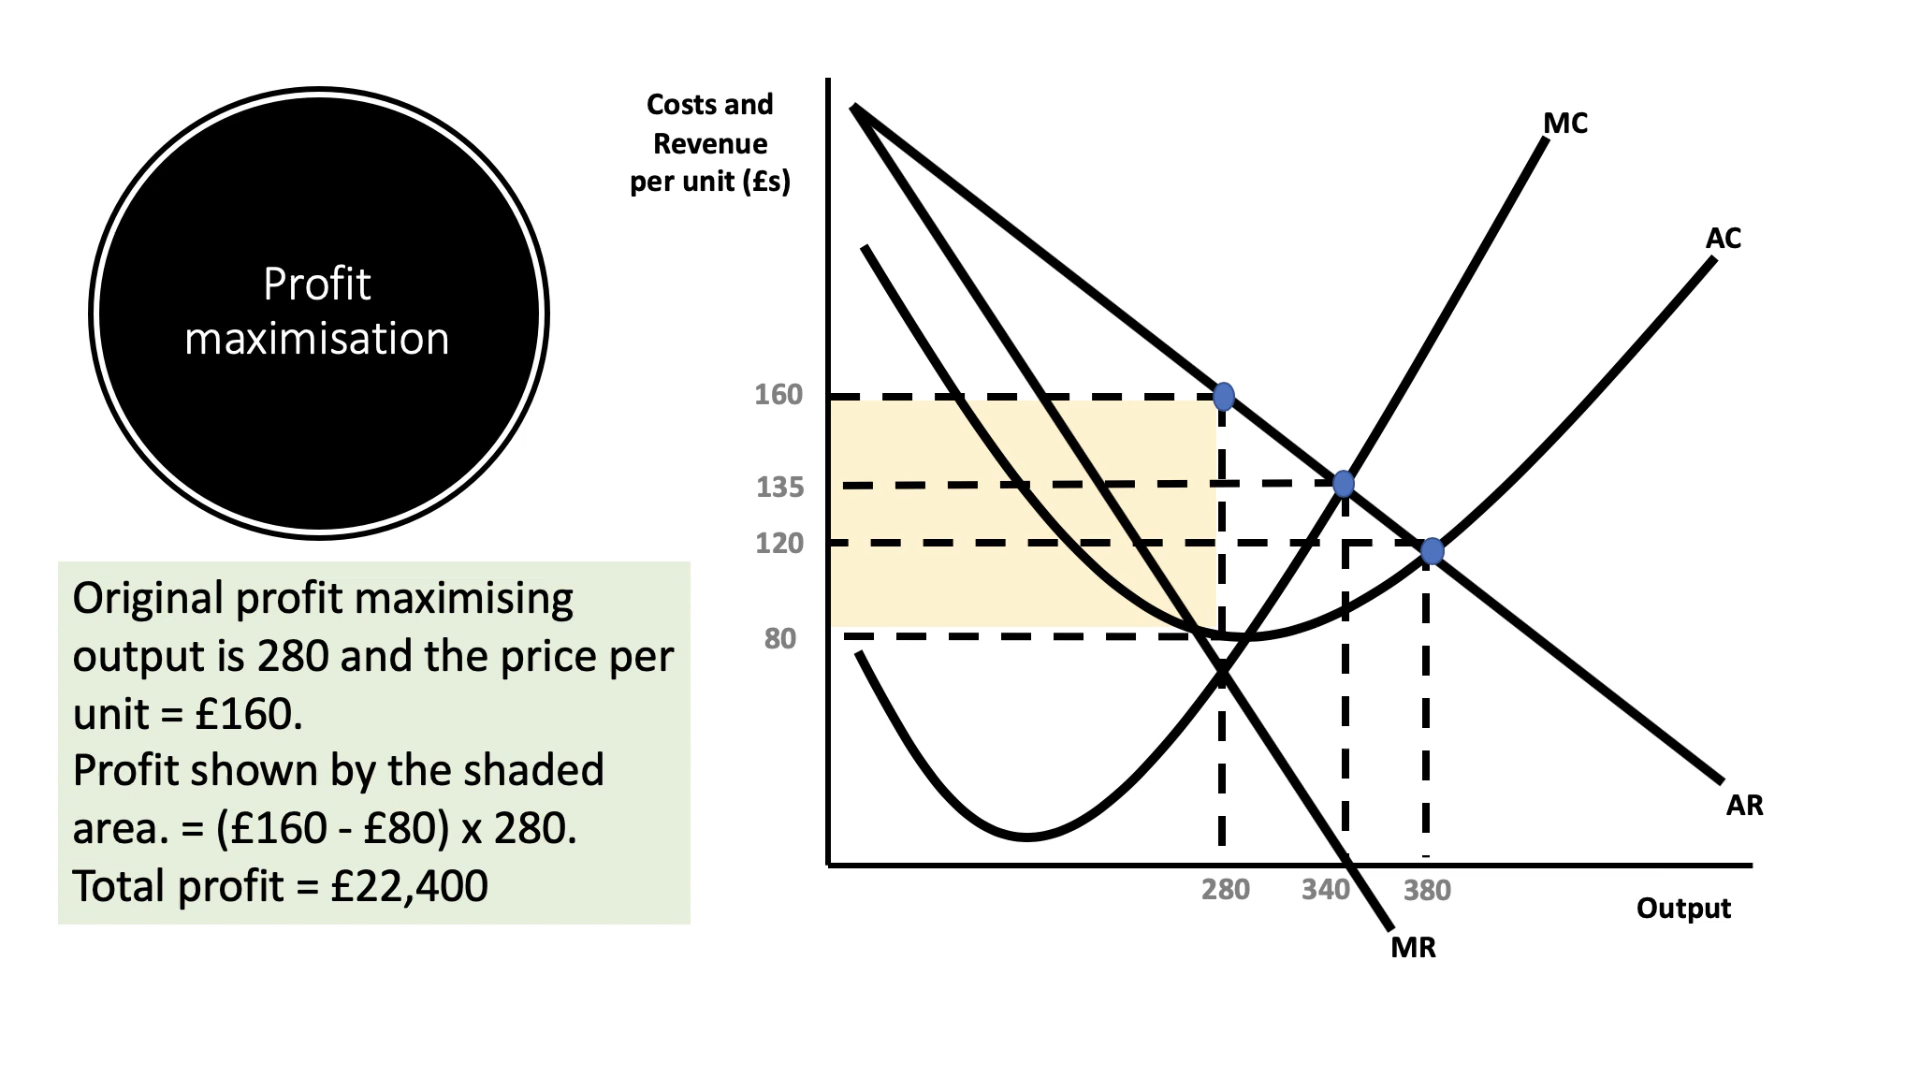 Profit
maximisation
Original profit maximising
output is 280 and the price per
unit = £160.
Profit shown by the shaded
area. = (£160 - £80) x 280.
Total profit = £22,400
Costs and
Revenue
per unit (£s)
MC
AC
160
135
120
80
AR
280 340 380
Output
MR